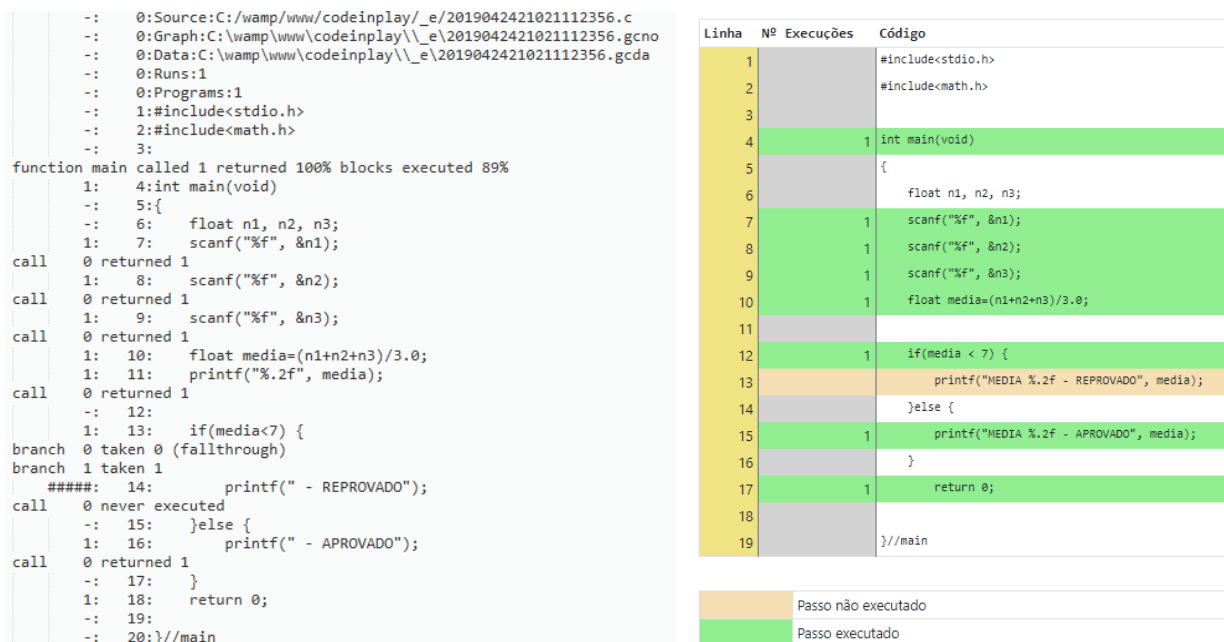 -:    0:Source:C:/wamp/www/codeinplay/_e/2019042421021112356.c
-:    0:Graph:C:\wamp\www\codeinplay\\_e\2019042421021112356.gcno
-:    0:Data:C:\wamp\www\codeinplay\\_e\2019042421021112356.gcda
-:    0:Runs:1
-:    0:Programs:1
-:    1:#include<stdio.h>
-:    2:#include<math.h>
-:    3:
function main called 1 returned 100% blocks executed 89%
1:    4:int main(void)
-:    5:{
-:    6:    float n1, n2, n3;
1:    7:    scanf("%f", &n1);
call    0 returned 1
1:    8:    scanf("%f", &n2);
call    0 returned 1
1:    9:    scanf("%f", &n3);
call    0 returned 1
1:   10:    float media=(n1+n2+n3)/3.0;
1:   11:    printf("%.2f", media);
call    0 returned 1
-:   12:
1:   13:    if(media<7) {
branch  0 taken 0 (fallthrough)
branch  1 taken 1
#####:   14:        printf(" - REPROVADO");
call    0 never executed
-:   15:    }else {
1:   16:        printf(" - APROVADO");
call    0 returned 1
-:   17:    }
1:   18:    return 0;
-:   19:
-:   20:}//main
Linha Nº Execuções Código
1 #include<stdio.h>
2 #include<math.h>
3
4 1 int main(void)
5 {
6 float n1, n2, n3;
7 1 scanf("%f", &n1);
8 1 scanf("%f", &n2);
9 1 scanf("%f", &n3);
10 1 float media=(n1+n2+n3)/3.0;
11
12 1 if(media < 7) {
13 printf("MEDIA %.2f - REPROVADO", media);
14 }else {
15 1 printf("MEDIA %.2f - APROVADO", media);
16 }
17 1 return 0;
18
19 }//main
Passo não executado
Passo executado